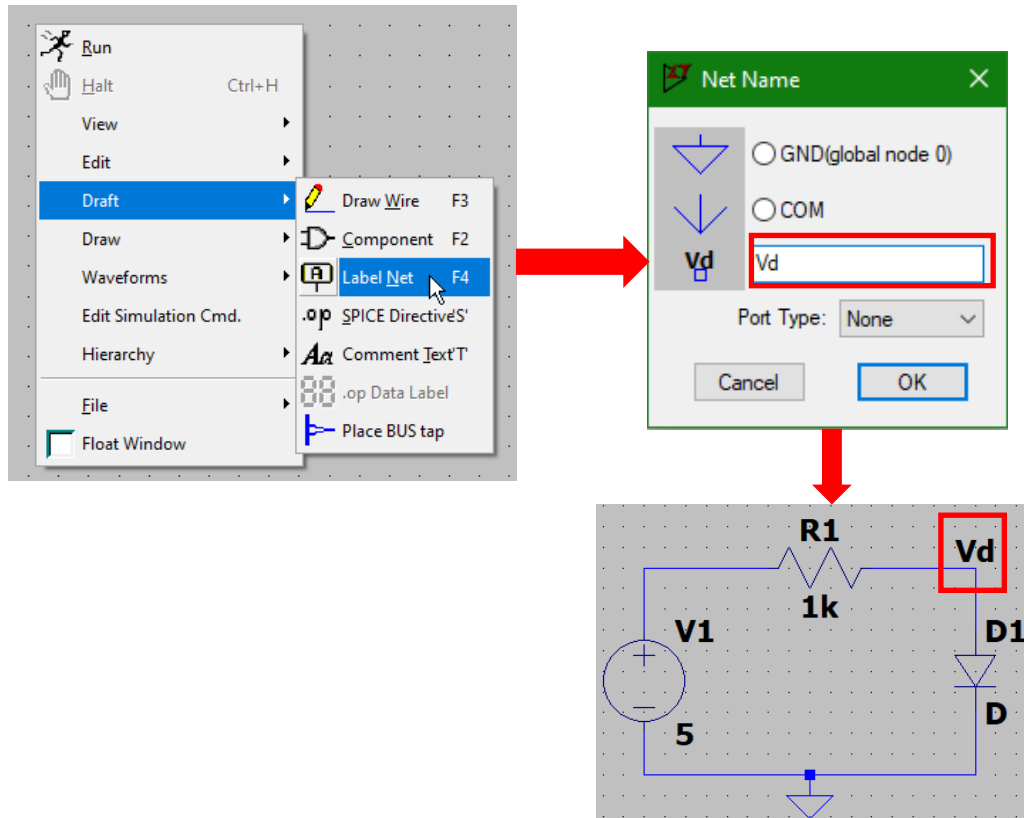 Run
Halt Ctrl+H
View
Edit
Draft
Draw
Waveforms
Edit Simulation Cmd.
Hierarchy
File
Float Window
Draw Wire F3
Component F2
Label Net F4
.op SPICE Directive'S'
Aa Comment Text'T'
.op Data Label
Place BUS tap
Net Name
GND(global node 0)
COM
Vd Vd
Port Type: None
Cancel OK
R1
Vd
1k
V1 D1
D
5